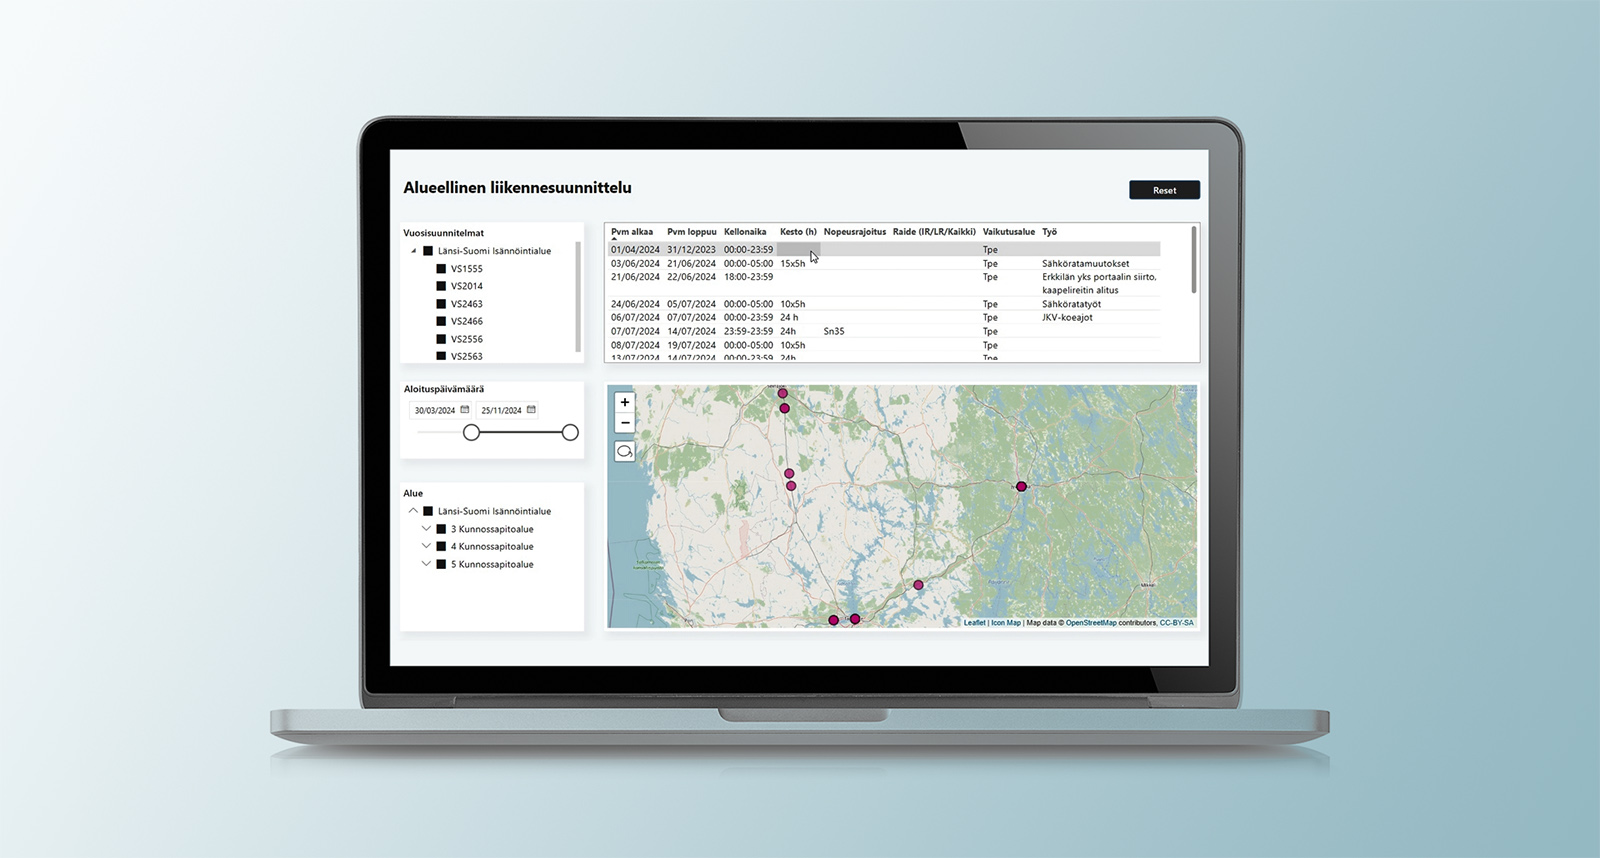 Alueellinen liikennesuunnittelu
Reset
Vuosisuunnitelmat
Länsi-Suomi Isännöintialue
VS1555
VS2014
VS2463
VS2466
VS2556
VS2563
Aloituspäivämäärä
30/03/2024 25/11/2024
Alue
Länsi-Suomi Isännöintialue
3 Kunnossapitoalue
4 Kunnossapitoalue
5 Kunnossapitoalue
Pvm alkaa Pvm loppuu Kellonaika Kesto (h) Nopeusrajoitus Raide (IR/LR/Kaikki) Vaikutusalue Työ
01/04/2024 31/12/2023 00:00-23:59 Tpe
03/06/2024 21/06/2024 00:00-05:00 15x5h Tpe Sähköratamuutokset
21/06/2024 22/06/2024 18:00-23:59 Tpe Erkkilän yks portaalin siirto,
kaapelireitin alitus
24/06/2024 05/07/2024 00:00-05:00 10x5h Tpe Sähköratatyöt
06/07/2024 07/07/2024 00:00-23:59 24 h Tpe JKV-koeajot
07/07/2024 14/07/2024 23:59-23:59 24h Sn35 Tpe
08/07/2024 19/07/2024 00:00-05:00 10x5h Tpe
13/07/2024 14/07/2024 00:00-23:59 24h Tpe
+
−
Mikkeli
Pori
Leaflet | Icon Map | Map data © OpenStreetMap contributors, CC-BY-SA